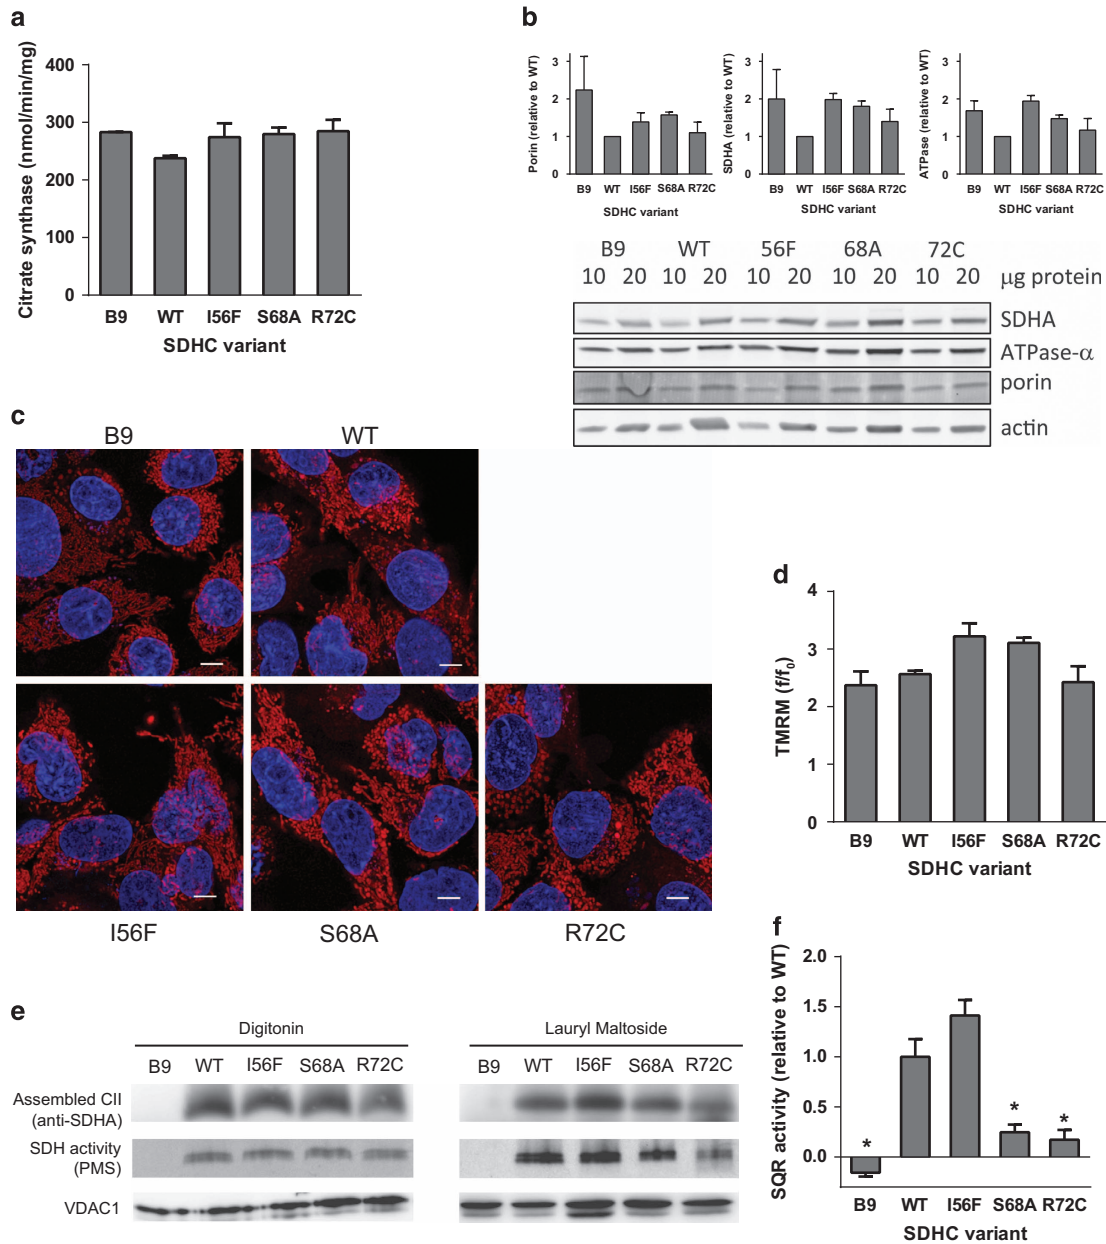 a
Citrate synthase (nmol/min/mg)
400
300
200
100
0
B9 WT I56F S68A R72C
SDHC variant
b
Porin (relative to WT)
3
2
1
0
B9 WT I56F S68A R72C
SDHC variant
SDHA (relative to WT)
3
2
1
0
B9 WT I56F S68A R72C
SDHC variant
ATPase (relative to WT)
3
2
1
0
B9 WT I56F S68A R72C
SDHC variant
B9 WT 56F 68A 72C
10 20 10 20 10 20 10 20 10 20 µg protein
SDHA
ATPase-α
porin
actin
c
B9 WT
I56F S68A R72C
d
TMRM (f/f0)
4
3
2
1
0
B9 WT I56F S68A R72C
SDHC variant
e
Digitonin Lauryl Maltoside
B9 WT I56F S68A R72C B9 WT I56F S68A R72C
Assembled CII
(anti-SDHA)
SDH activity
(PMS)
VDAC1
f
SQR activity (relative to WT)
2.0
1.5
1.0
0.5
0.0
* * *
B9 WT I56F S68A R72C
SDHC variant